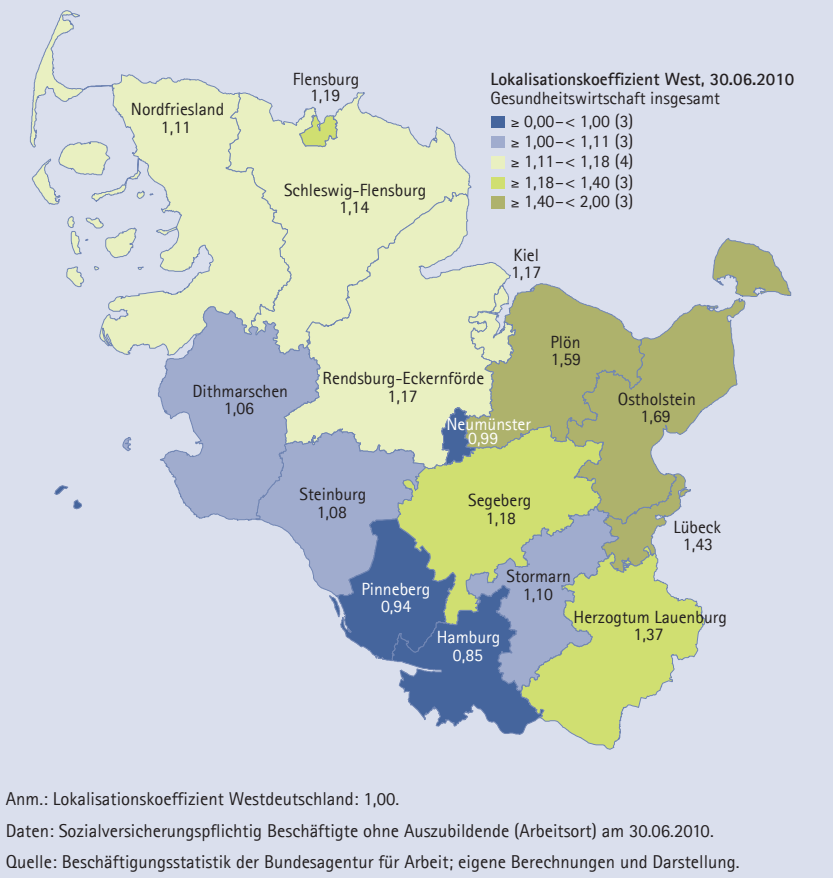 Lokalisationskoeffizient West, 30.06.2010
Gesundheitswirtschaft insgesamt
≥ 0,00–< 1,00 (3)
≥ 1,00–< 1,11 (3)
≥ 1,11–< 1,18 (4)
≥ 1,18–< 1,40 (3)
≥ 1,40–< 2,00 (3)
Flensburg
1,19
Nordfriesland
1,11
Schleswig-Flensburg
1,14
Kiel
1,17
Plön
1,59
Rendsburg-Eckernförde
1,17
Dithmarschen
1,06
Ostholstein
1,69
Neumünster
0,99
Steinburg
1,08
Segeberg
1,18
Lübeck
1,43
Stormarn
1,10
Pinneberg
0,94
Herzogtum Lauenburg
1,37
Hamburg
0,85
Anm.: Lokalisationskoeffizient Westdeutschland: 1,00.
Daten: Sozialversicherungspflichtig Beschäftigte ohne Auszubildende (Arbeitsort) am 30.06.2010.
Quelle: Beschäftigungsstatistik der Bundesagentur für Arbeit; eigene Berechnungen und Darstellung.